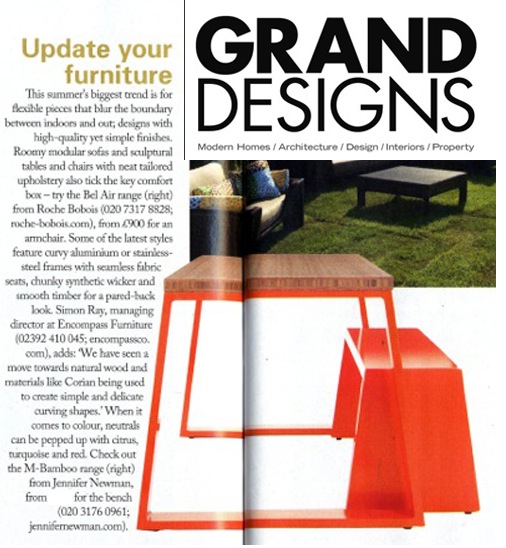 GRAND
DESIGNS
Modern Homes / Architecture / Design / Interiors / Property
Update your
furniture
This summer's biggest trend is for
flexible pieces that blur the boundary
between indoors and out; designs with
high-quality yet simple finishes.
Roomy modular sofas and sculptural
tables and chairs with neat tailored
upholstery also tick the key comfort
box – try the Bel Air range (right)
from Roche Bobois (020 7317 8828;
roche-bobois.com), from £900 for an
armchair. Some of the latest styles
feature curvy aluminium or stainless-
steel frames with seamless fabric
seats, chunky synthetic wicker and
smooth timber for a pared-back
look. Simon Ray, managing
director at Encompass Furniture
(02392 410 045; encompassco.
com), adds: 'We have seen a
move towards natural wood and
materials like Corian being used
to create simple and delicate
curving shapes.' When it
comes to colour, neutrals
can be pepped up with citrus,
turquoise and red. Check out
the M-Bamboo range (right)
from Jennifer Newman,
from for the bench
(020 3176 0961;
jennifernewman.com).